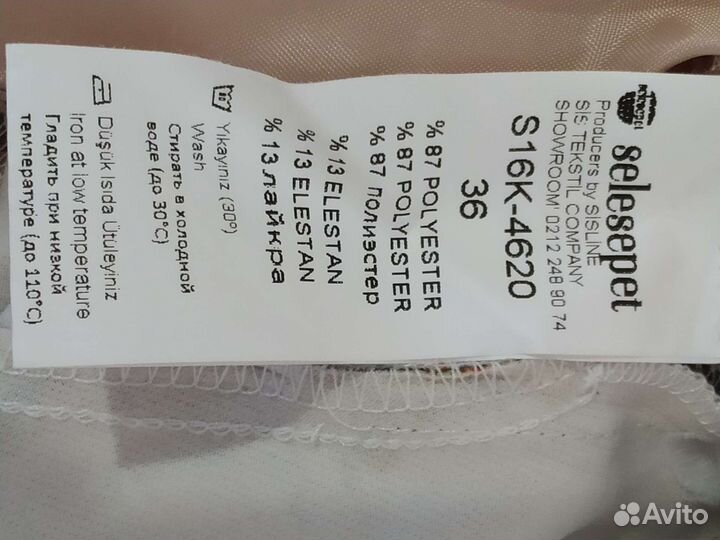 selesepet
Producers by SISLINE
SIS TEKSTIL COMPANY
SHOWROOM 0212 248 90 74
S16K-4620
36
% 87 POLYESTER
% 87 POLYESTER
% 87 полиэстер
% 13 ELESTAN
% 13 ELESTAN
% 13 лайкра
Yikayiniz (30°)
Wash
Стирать в холодной
воде (до 30°C)
Düşük Isıda Ütüleyiniz
Iron at low temperature
Гладить при низкой
температуре (до 110°C)
Avito